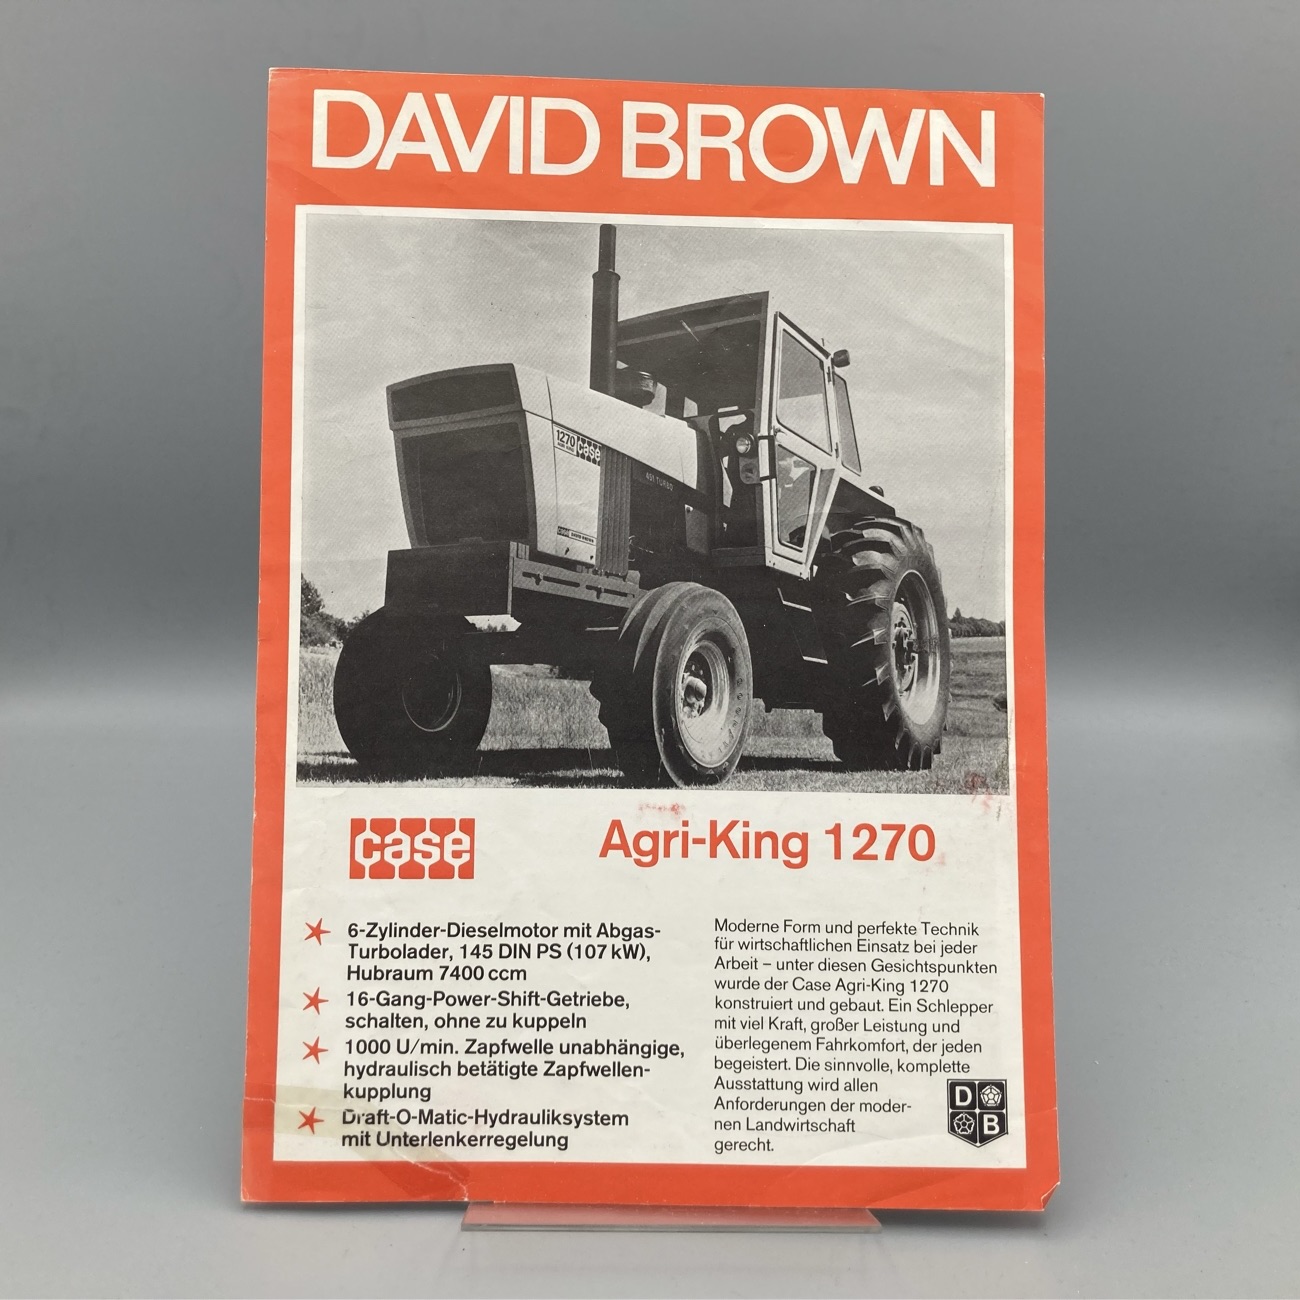 DAVID BROWN
1270
case
451 TURBO
case
Agri-King 1270
6-Zylinder-Dieselmotor mit Abgas-
Turbolader, 145 DIN PS (107 kW),
Hubraum 7400 ccm
16-Gang-Power-Shift-Getriebe,
schalten, ohne zu kuppeln
1000 U/min. Zapfwelle unabhängige,
hydraulisch betätigte Zapfwellen-
kupplung
Draft-O-Matic-Hydrauliksystem
mit Unterlenkerregelung
Moderne Form und perfekte Technik
für wirtschaftlichen Einsatz bei jeder
Arbeit – unter diesen Gesichtspunkten
wurde der Case Agri-King 1270
konstruiert und gebaut. Ein Schlepper
mit viel Kraft, großer Leistung und
überlegenem Fahrkomfort, der jeden
begeistert. Die sinnvolle, komplette
Ausstattung wird allen
Anforderungen der moder-
nen Landwirtschaft
gerecht.
D
B